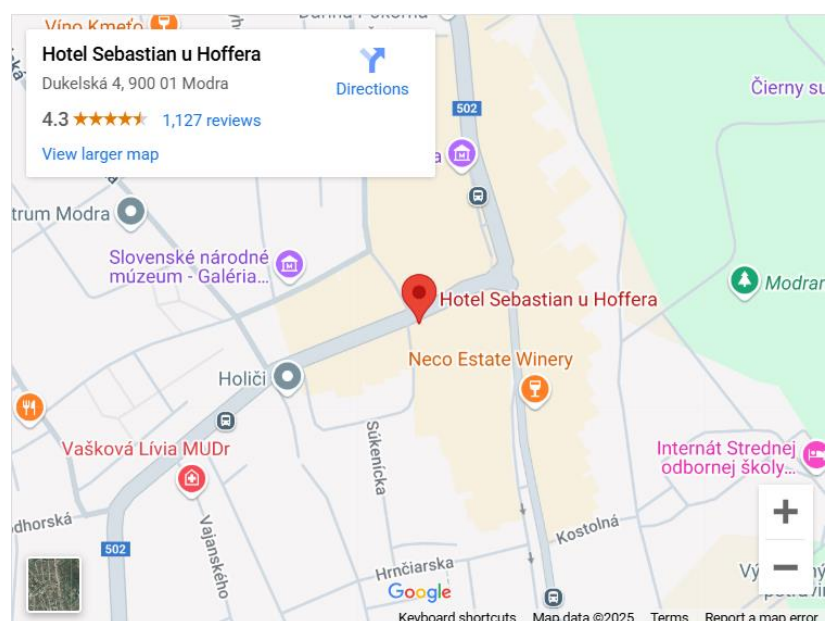 Víno Kmeťo
Hotel Sebastian u Hoffera
Dukelská 4, 900 01 Modra
4.3
1,127 reviews
View larger map
Directions
502
Čierny su
trum Modra
Slovenské národné
múzeum - Galéria...
Hotel Sebastian u Hoffera
Modran
Neco Estate Winery
Holiči
Súkenícka
Vašková Lívia MUDr
Internát Strednej
odbornej školy...
dhorská
Vajanského
502
Kostolná
Hrnčiarska
Google
Keyboard shortcuts Map data ©2025 Terms Report a map error